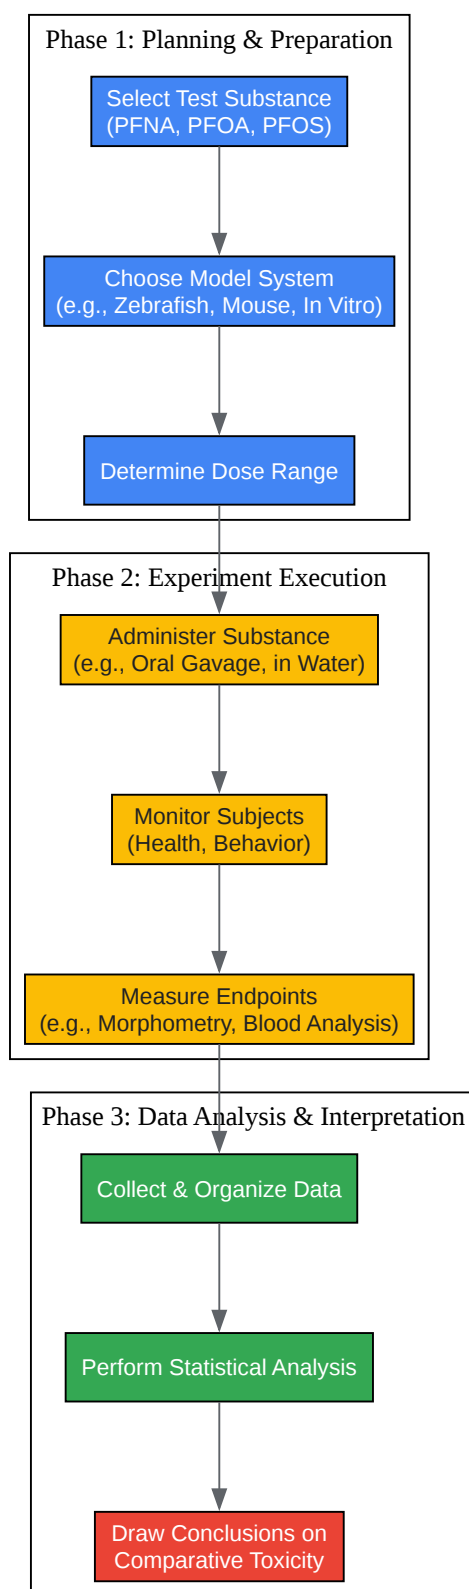 Phase 1: Planning & Preparation
Select Test Substance
(PFNA, PFOA, PFOS)
Choose Model System
(e.g., Zebrafish, Mouse, In Vitro)
Determine Dose Range
Phase 2: Experiment Execution
Administer Substance
(e.g., Oral Gavage, in Water)
Monitor Subjects
(Health, Behavior)
Measure Endpoints
(e.g., Morphometry, Blood Analysis)
Phase 3: Data Analysis & Interpretation
Collect & Organize Data
Perform Statistical Analysis
Draw Conclusions on
Comparative Toxicity